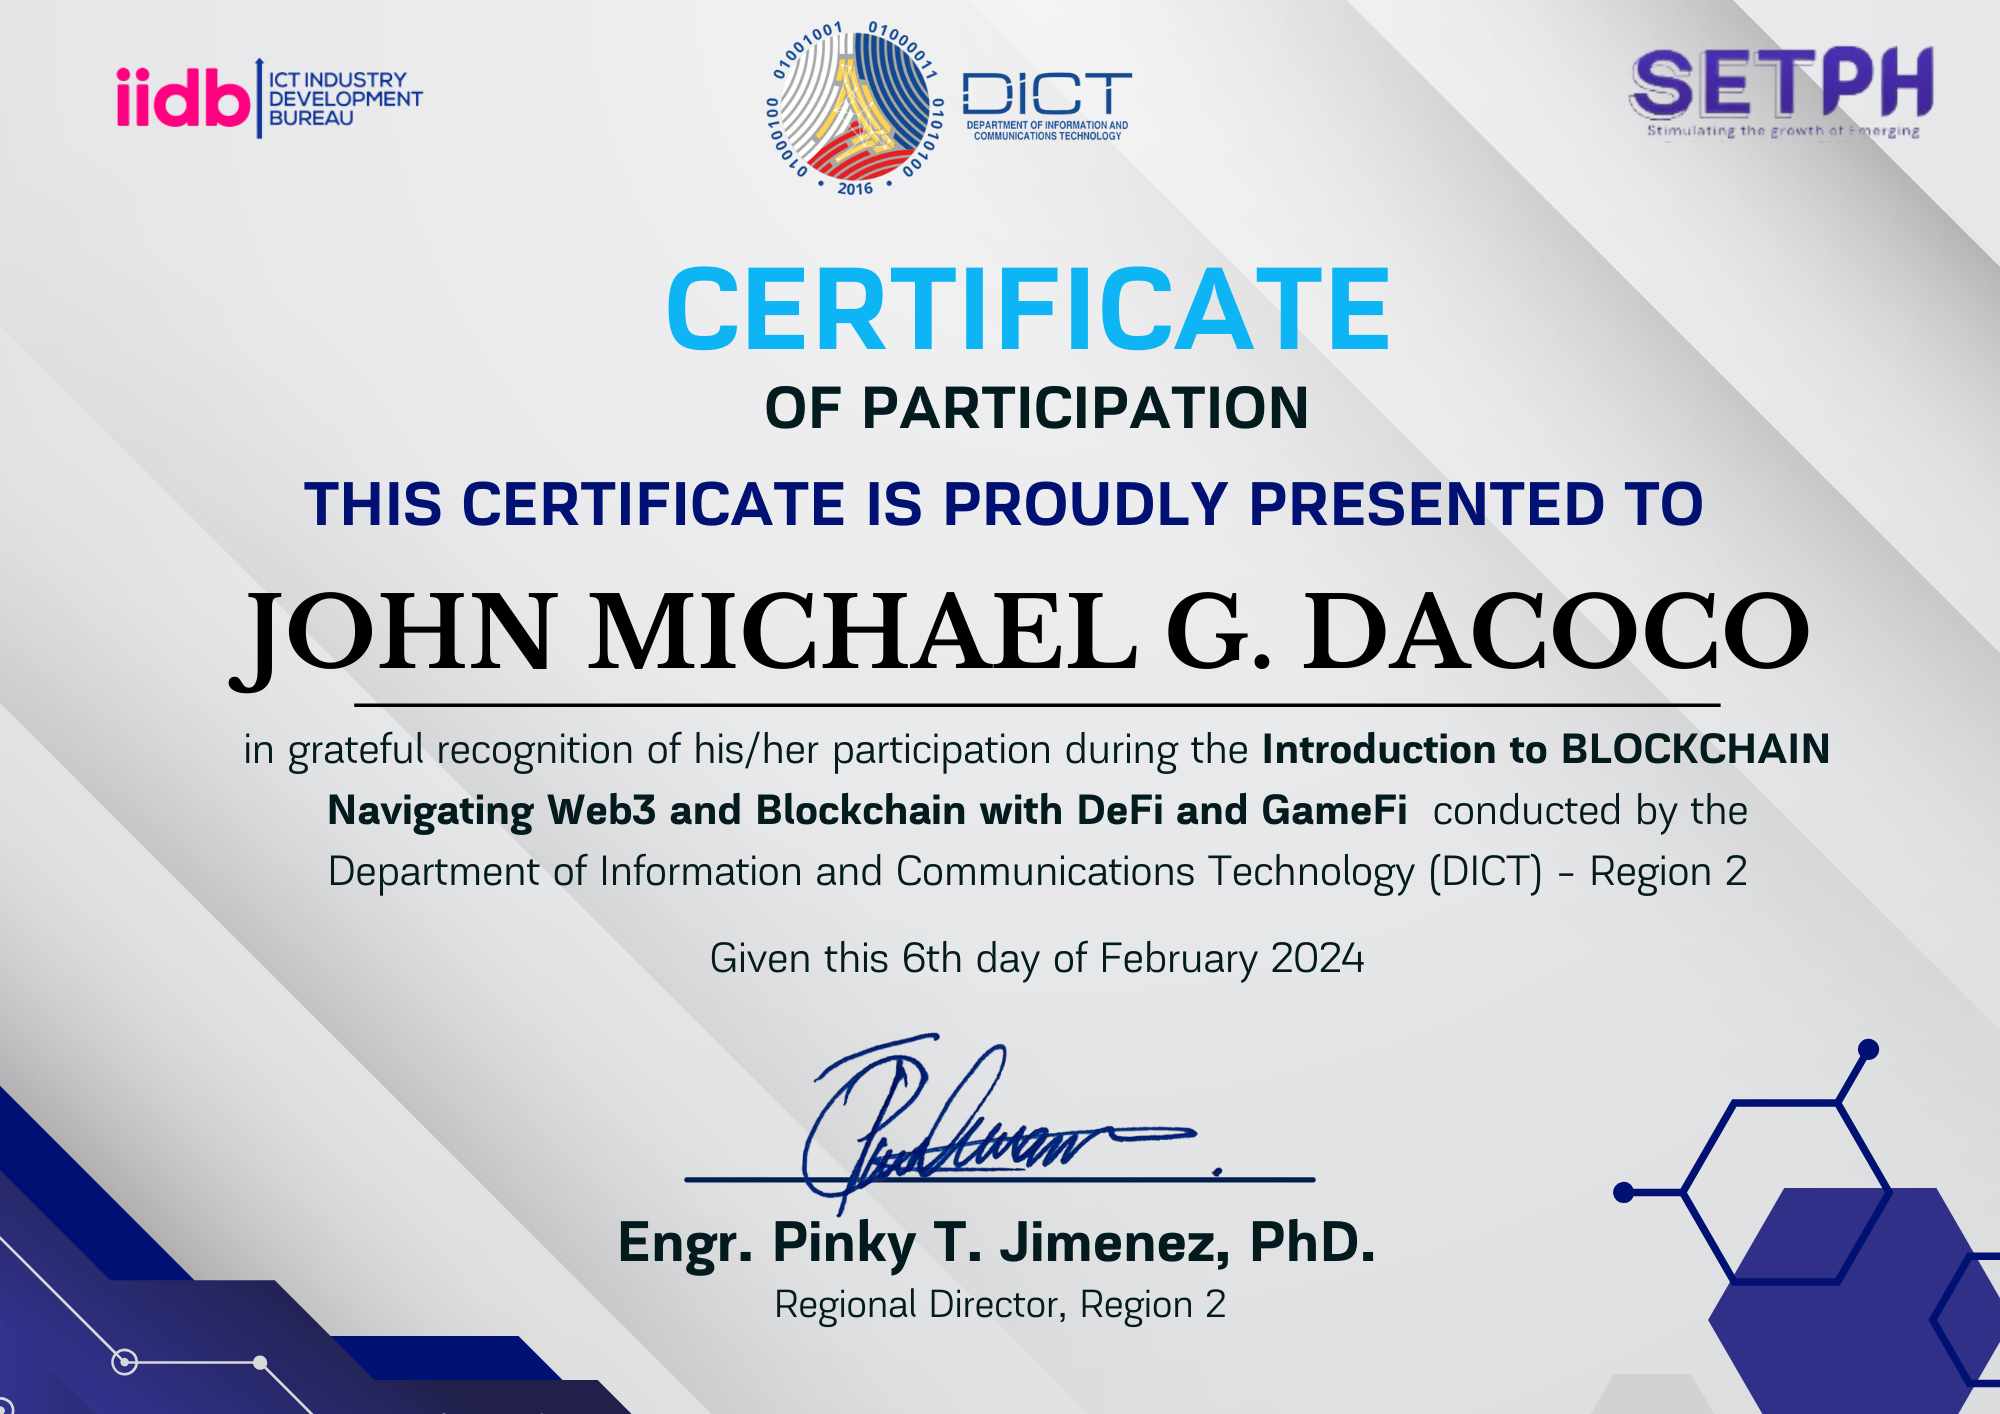 iidb
ICT INDUSTRY
DEVELOPMENT
BUREAU
01000100 01001001 01000011 01010100
• 2016 •
DICT
DEPARTMENT OF INFORMATION AND
COMMUNICATIONS TECHNOLOGY
SETPH
Stimulating the growth of Emerging
CERTIFICATE
OF PARTICIPATION
THIS CERTIFICATE IS PROUDLY PRESENTED TO
JOHN MICHAEL G. DACOCO
in grateful recognition of his/her participation during the Introduction to BLOCKCHAIN
Navigating Web3 and Blockchain with DeFi and GameFi conducted by the
Department of Information and Communications Technology (DICT) - Region 2
Given this 6th day of February 2024
Engr. Pinky T. Jimenez, PhD.
Regional Director, Region 2